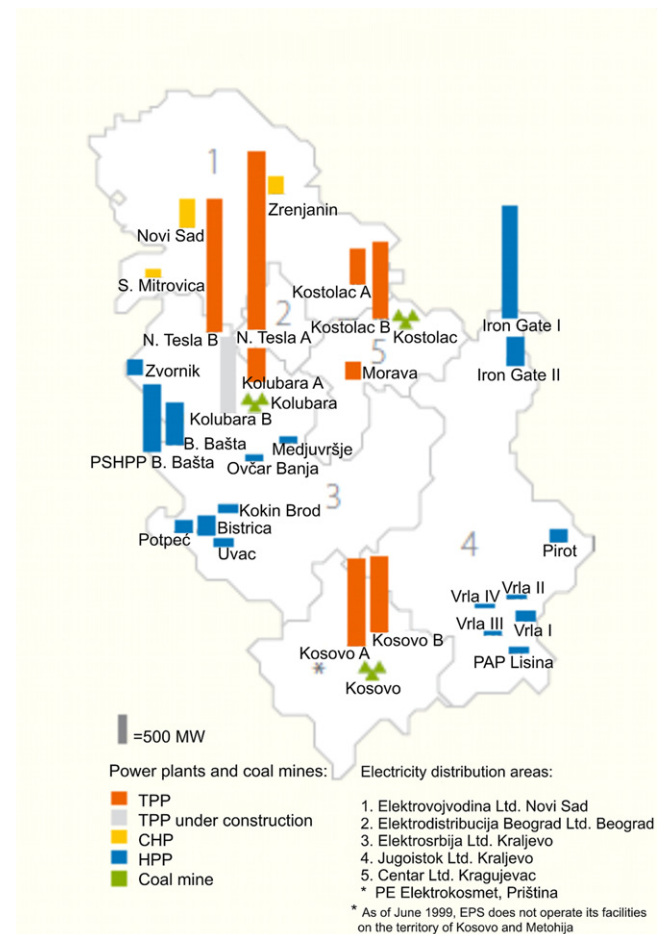 1
Zrenjanin
Novi Sad
S. Mitrovica
Kostolac A
N. Tesla B
N. Tesla A
2
Kostolac B
Kostolac
Iron Gate I
5
Zvornik
Kolubara A
Morava
Iron Gate II
Kolubara
Kolubara B
B. Bašta
Medjuvršje
PSHPP B. Bašta
Ovčar Banja
3
Kokin Brod
Bistrica
Potpeć
Uvac
4
Pirot
Vrla II
Vrla IV
Vrla III
Vrla I
Kosovo B
Kosovo A
PAP Lisina
*
Kosovo
=500 MW
Power plants and coal mines:
TPP
TPP under construction
CHP
HPP
Coal mine
Electricity distribution areas:
1. Elektrovojvodina Ltd. Novi Sad
2. Elektrodistribucija Beograd Ltd. Beograd
3. Elektrosrbija Ltd. Kraljevo
4. Jugoistok Ltd. Kraljevo
5. Centar Ltd. Kragujevac
* PE Elektrokosmet, Priština
* As of June 1999, EPS does not operate its facilities
on the territory of Kosovo and Metohija